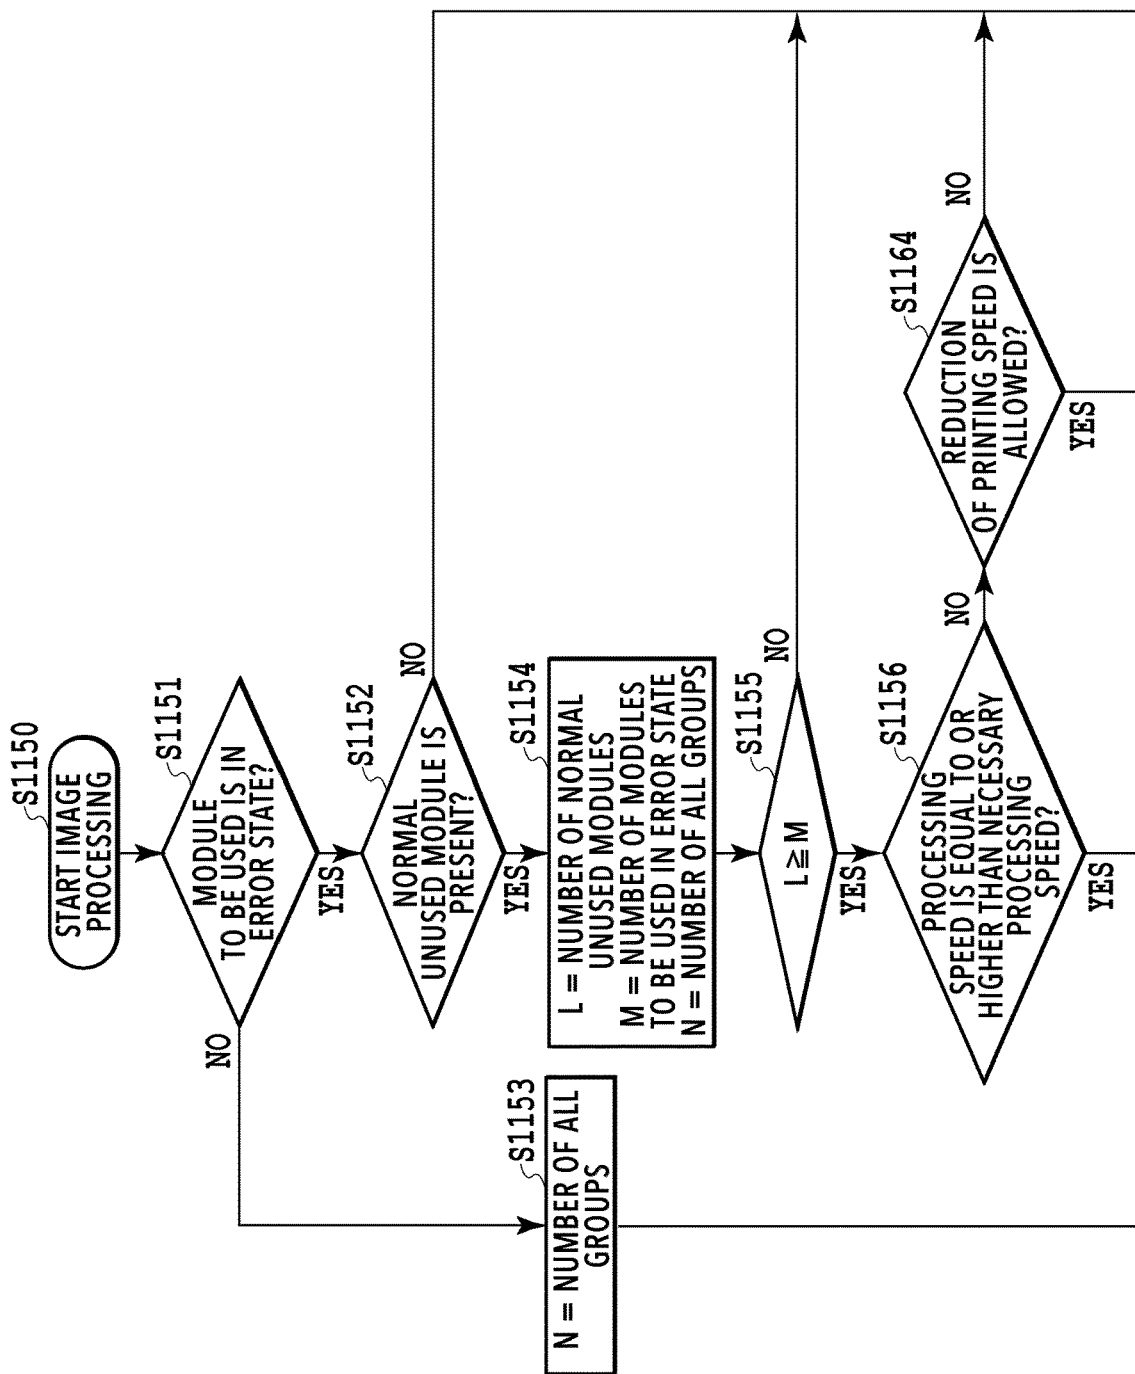 S1150
START IMAGE
PROCESSING
S1151
MODULE
TO BE USED IS IN
ERROR STATE?
NO
YES
S1152
NORMAL
UNUSED MODULE IS
PRESENT?
NO
YES
S1153
N = NUMBER OF ALL
GROUPS
S1154
L = NUMBER OF NORMAL
UNUSED MODULES
M = NUMBER OF MODULES
TO BE USED IN ERROR STATE
N = NUMBER OF ALL GROUPS
S1155
L ≧ M
NO
YES
S1156
PROCESSING
SPEED IS EQUAL TO OR
HIGHER THAN NECESSARY
PROCESSING
SPEED?
NO
YES
S1164
REDUCTION
OF PRINTING SPEED IS
ALLOWED?
NO
YES